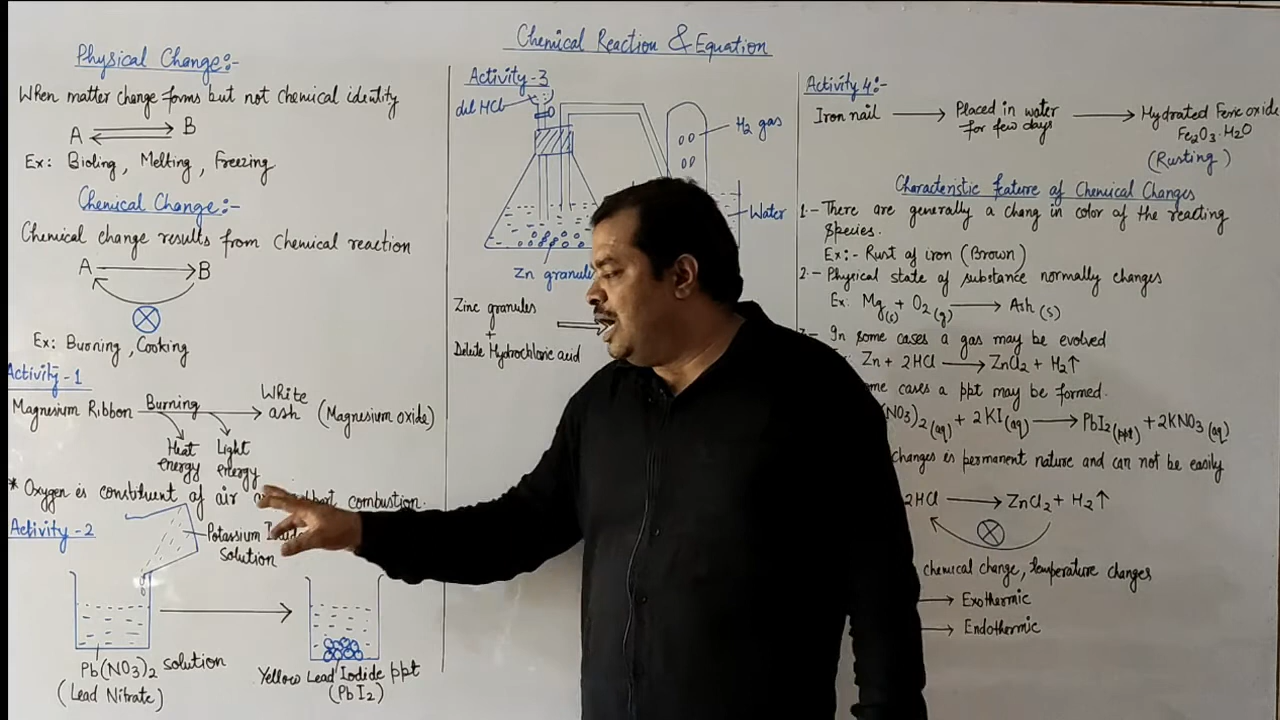 Chemical Reaction & Equation
Physical Change:-
When matter change forms but not chemical identity
A B
Ex: Bioling, Melting, Freezing
Chemical Change:-
Chemical change results from chemical reaction
A B
Ex: Burning, Cooking
Activity-1
Magnesium Ribbon Burning White ash (Magnesium oxide)
Heat energy Light energy
* Oxygen is constituent of air combustion.
Activity-2
Potassium
Solution
Pb(NO3)2 solution
(Lead Nitrate)
Yellow Lead Iodide ppt
(PbI2)
Activity-3
dil HCl
H2 gas
Water
Zn
Zinc granules
+
Delute Hydrochloric acid
Activity 4:-
Iron nail → Placed in water for few days → Hydrated Feric oxide
Fe2O3·H2O
(Rusting)
Characteristic feature of Chemical Changes
1- There are generally a chang in color of the reacting
species.
Ex:- Rust of iron (Brown)
2:- Physical state of substance normally changes
Ex: Mg(s) + O2(g) → Ash(s)
In some cases a gas may be evolved
Zn + 2HCl → ZnCl2 + H2↑
cases a ppt may be formed.
NO3)2(aq) + 2KI(aq) → PbI2(ppt) + 2KNO3(aq)
changes is permanent nature and can not be easily
2HCl → ZnCl2 + H2↑
chemical change, temperature changes
→ Exothermic
→ Endothermic